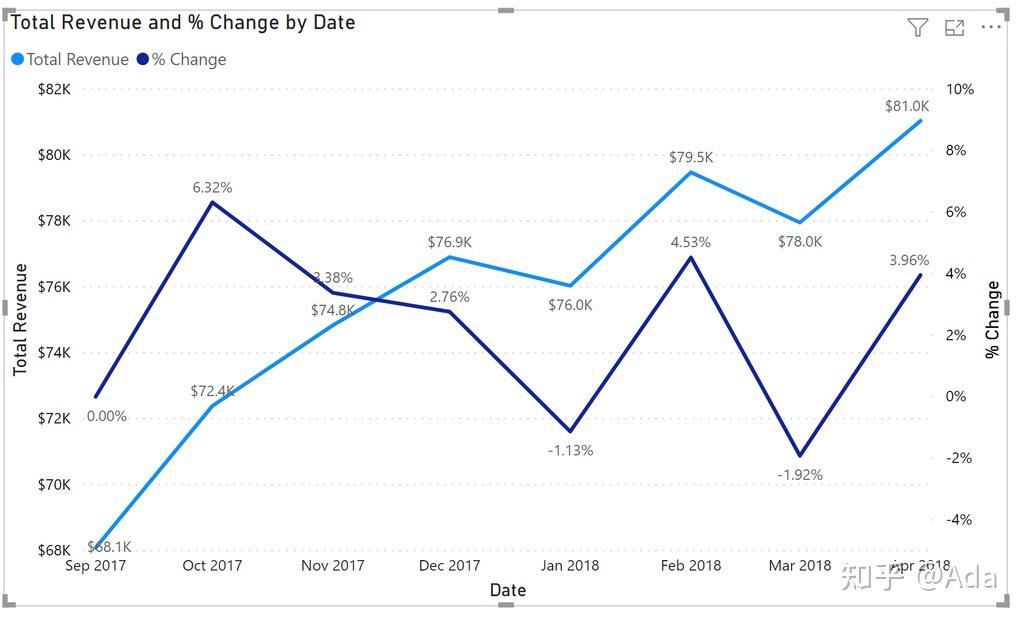 Total Revenue and % Change by Date
Total Revenue % Change
$82K
$80K
$78K
$76K
$74K
$72K
$70K
$68K
Total Revenue
10%
8%
6%
4%
2%
0%
-2%
-4%
% Change
$68.1K
$72.4K
$74.8K
$76.9K
$76.0K
$79.5K
$78.0K
$81.0K
0.00%
6.32%
3.38%
2.76%
-1.13%
4.53%
-1.92%
3.96%
Sep 2017 Oct 2017 Nov 2017 Dec 2017 Jan 2018 Feb 2018 Mar 2018 Apr 2018
Date
知乎 @Ada